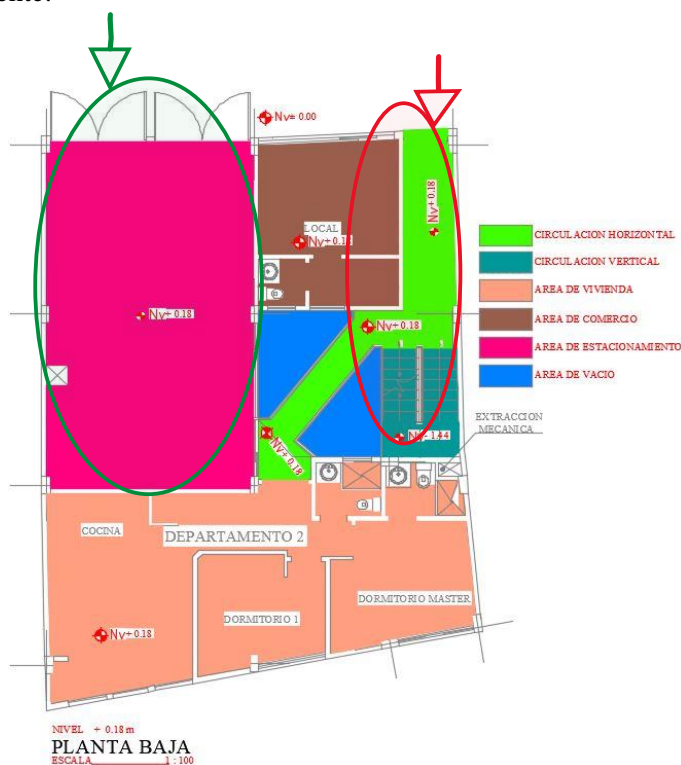 Nv± 0.00
Nv+ 0.18
LOCAL
CIRCULACION HORIZONTAL
CIRCULACION VERTICAL
AREA DE VIVIENDA
AREA DE COMERCIO
AREA DE ESTACIONAMIENTO
AREA DE VACIO
Nv+ 0.18
Nv+ 0.18
EXTRACCION
MECANICA
Nv- 1.44
Nv+ 0.18
COCINA
DEPARTAMENTO 2
DORMITORIO MASTER
DORMITORIO 1
Nv+ 0.18
NIVEL + 0.18 m
PLANTA BAJA
ESCALA 1 : 100